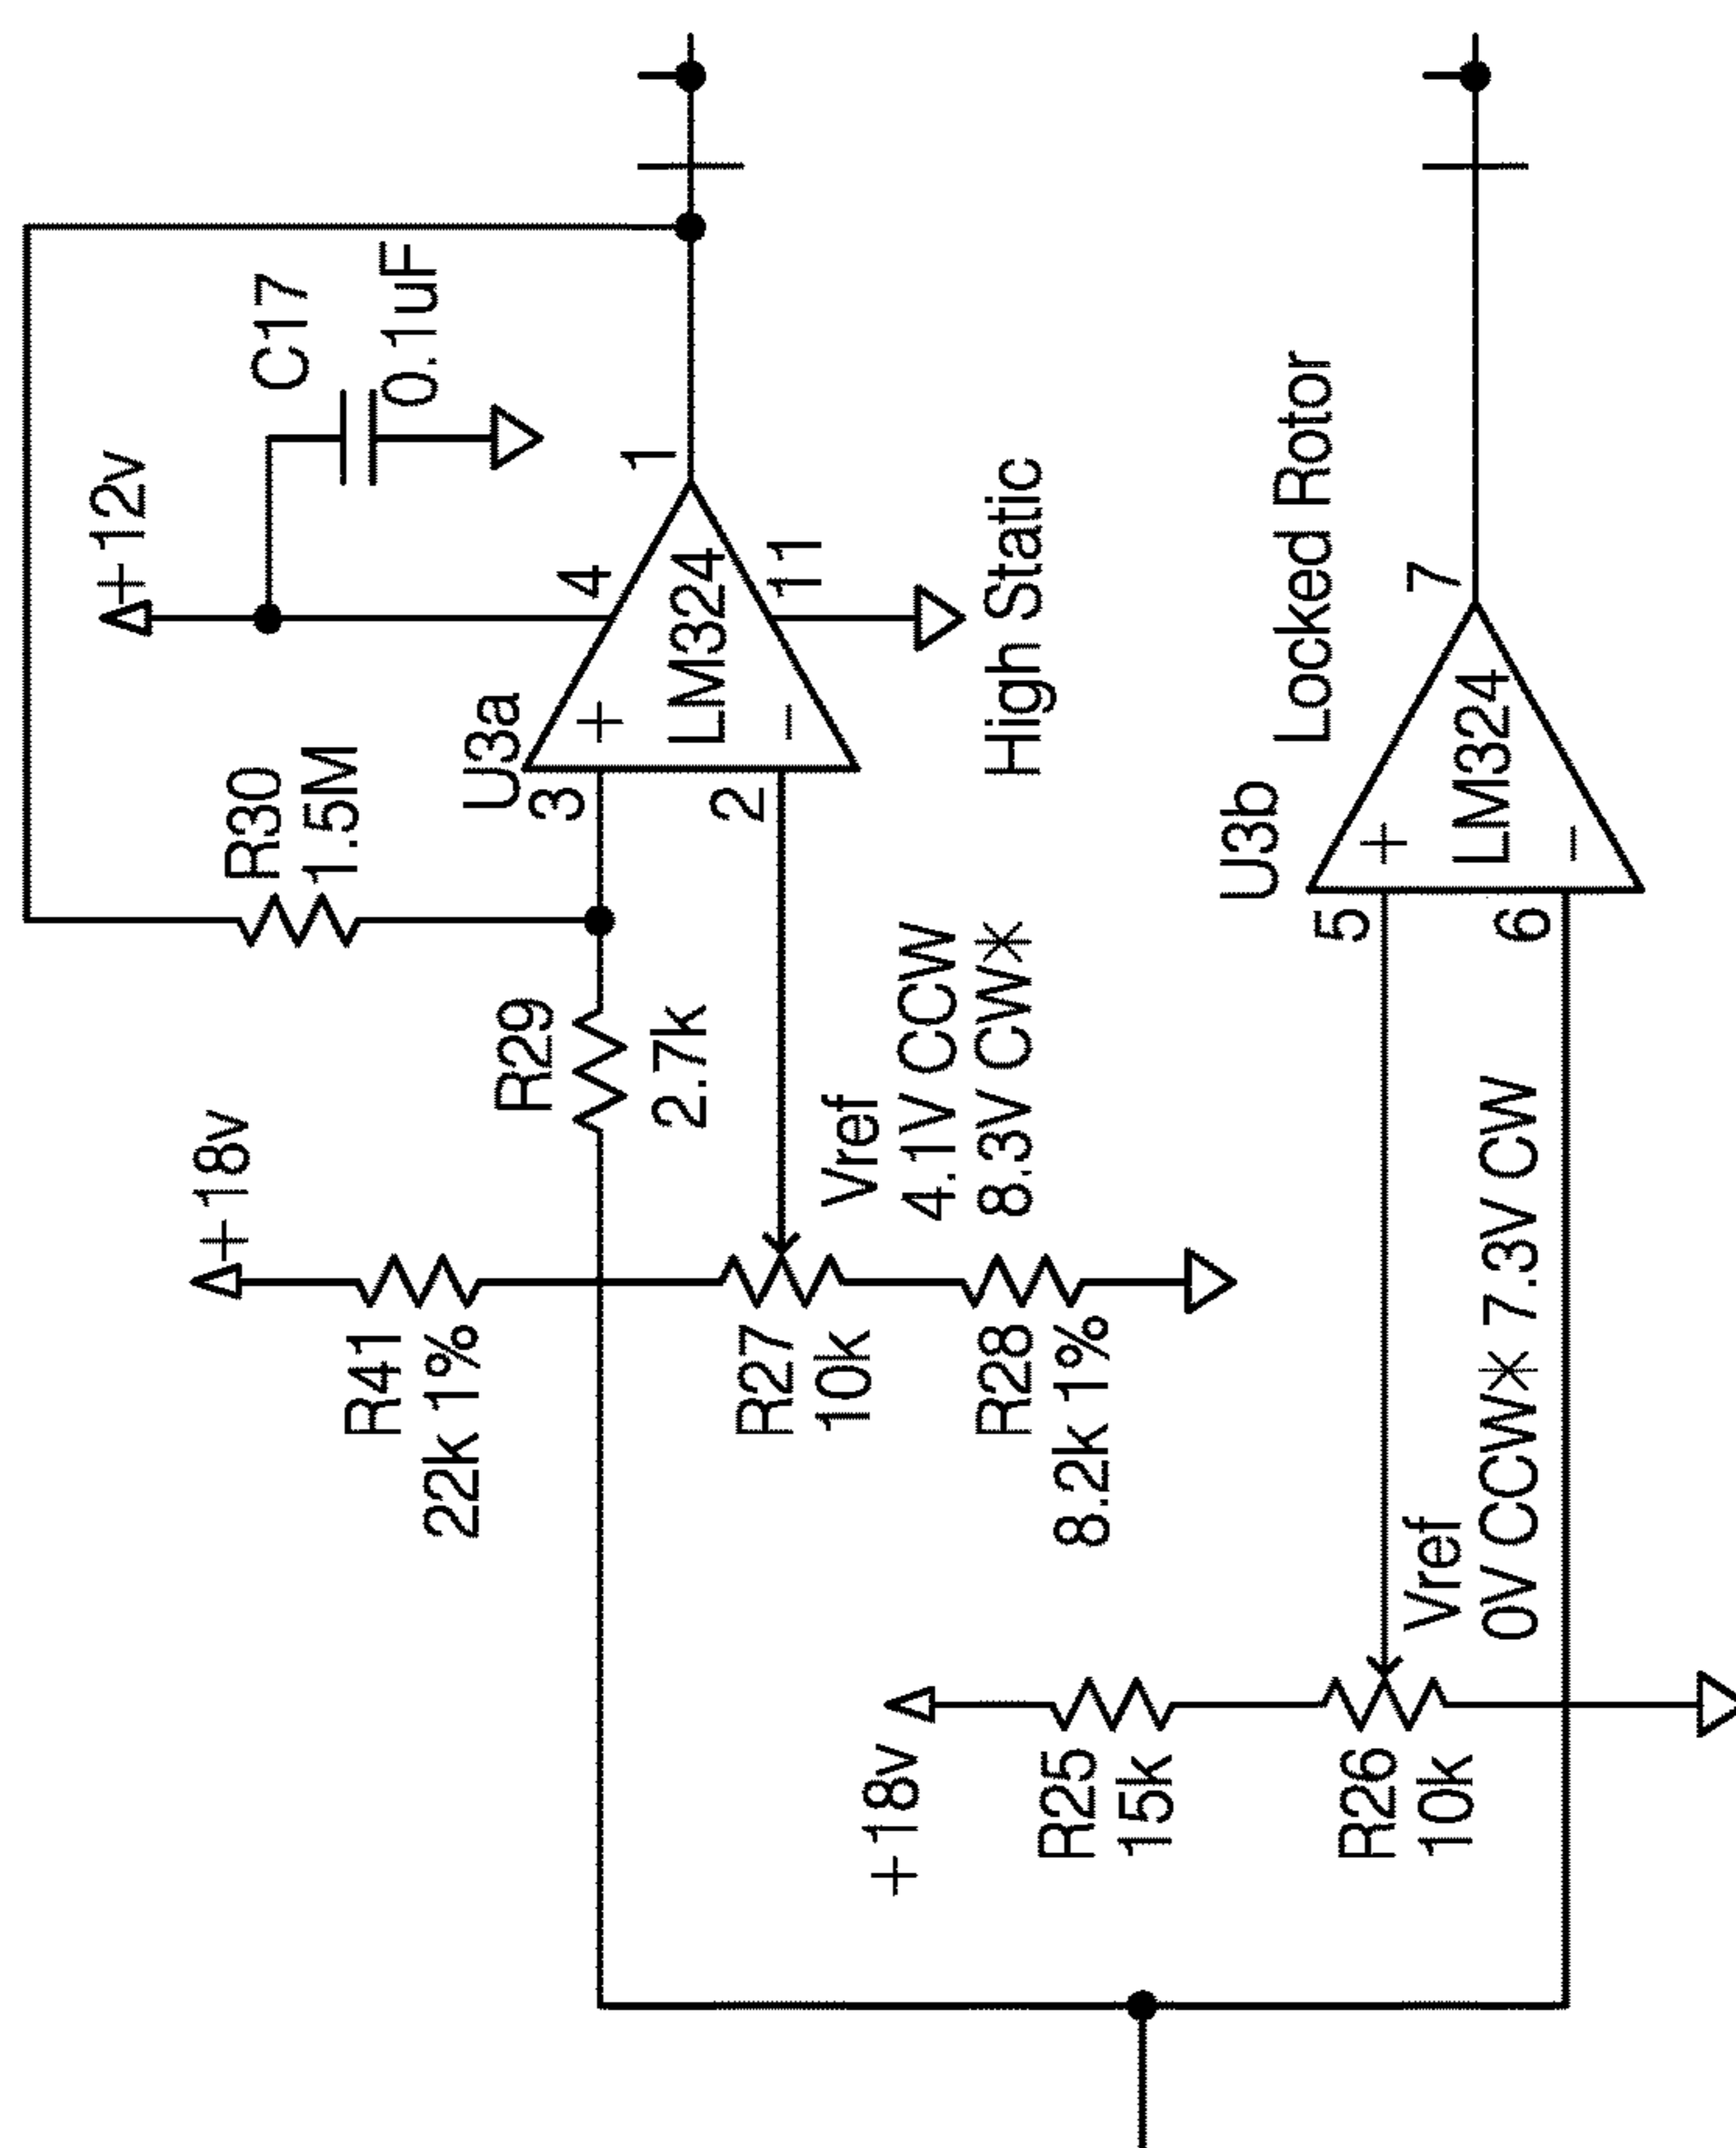 +12v
C17
0.1uF
R30
1.5M
U3a
3
2
4
1
11
+
-
LM324
High Static
+18v
R29
2.7k
R41
22k 1%
R27
10k
R28
8.2k 1%
Vref
4.1V CCW
8.3V CW*
+18v
R25
15k
R26
10k
Vref
0V CCW* 7.3V CW
U3b
5
6
7
+
-
LM324
Locked Rotor